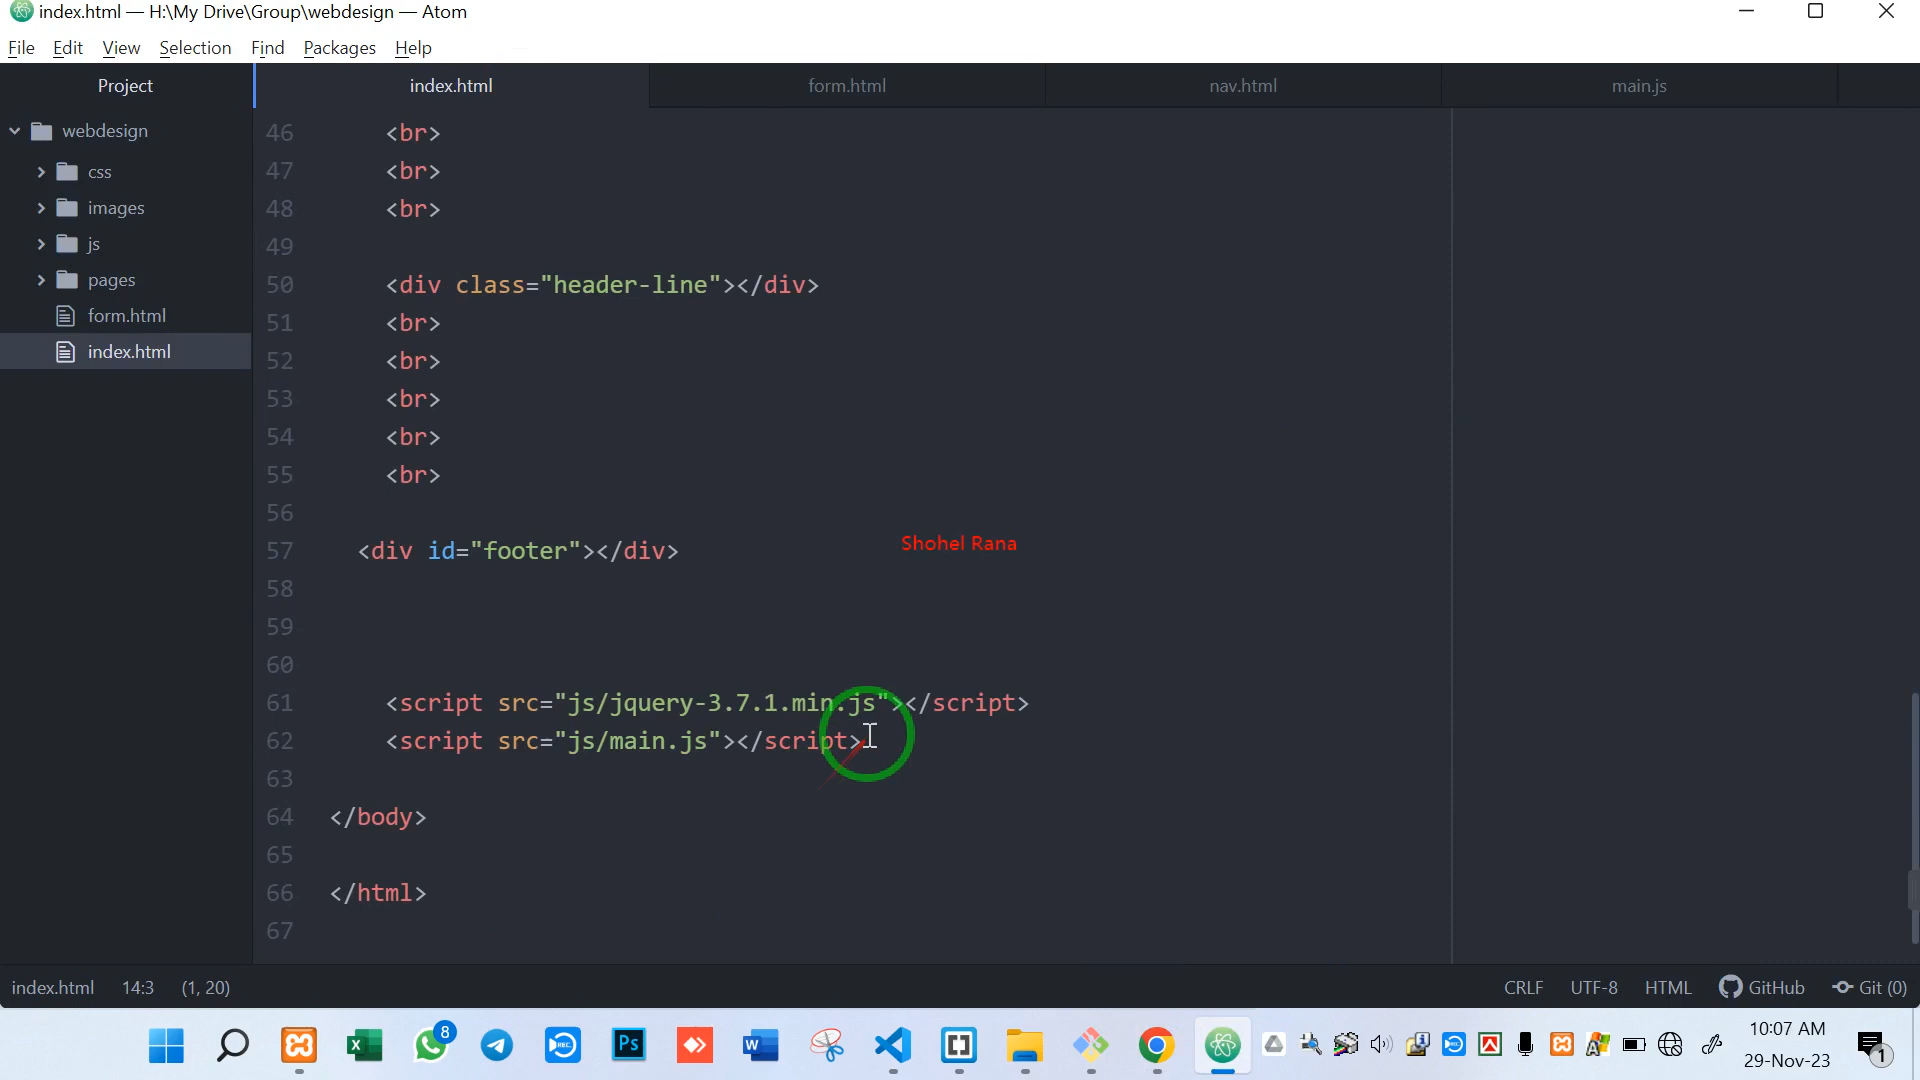 index.html — H:\My Drive\Group\webdesign — Atom
File Edit View Selection Find Packages Help
Project
index.html
form.html
nav.html
main.js
webdesign
css
images
js
pages
form.html
index.html
46 <br>
47 <br>
48 <br>
49
50 <div class="header-line"></div>
51 <br>
52 <br>
53 <br>
54 <br>
55 <br>
56
57 <div id="footer"></div>
Shohel Rana
58
59
60
61 <script src="js/jquery-3.7.1.min.js"></script>
62 <script src="js/main.js"></script>
63
64 </body>
65
66 </html>
67
index.html 14:3 (1, 20)
CRLF UTF-8 HTML GitHub Git (0)
8
REC
Ps
REC
10:07 AM
29-Nov-23
1